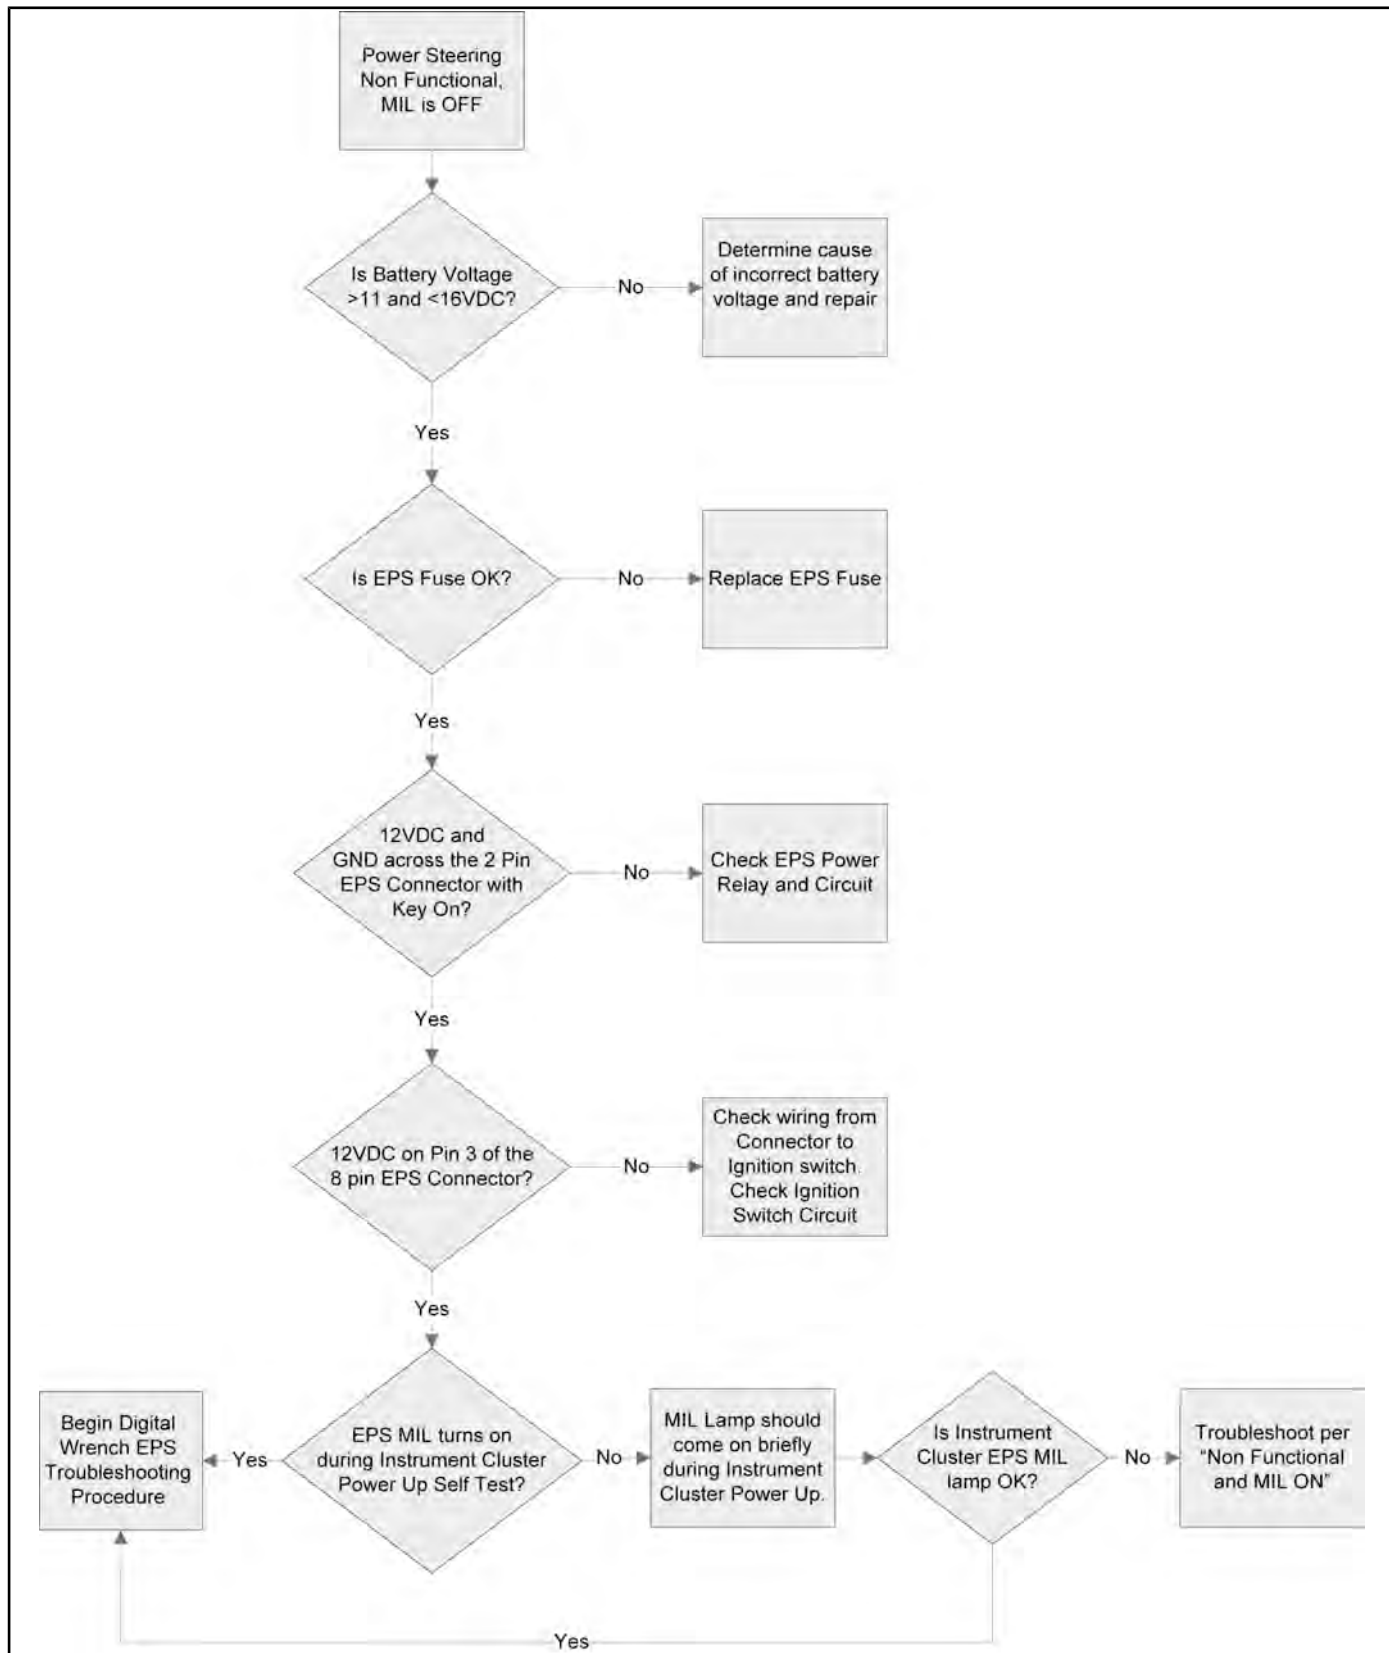 Power Steering
Non Functional,
MIL is OFF
Is Battery Voltage
>11 and <16VDC?
No
Determine cause
of incorrect battery
voltage and repair
Yes
Is EPS Fuse OK?
No
Replace EPS Fuse
Yes
12VDC and
GND across the 2 Pin
EPS Connector with
Key On?
No
Check EPS Power
Relay and Circuit
Yes
12VDC on Pin 3 of the
8 pin EPS Connector?
No
Check wiring from
Connector to
Ignition switch.
Check Ignition
Switch Circuit
Yes
Begin Digital
Wrench EPS
Troubleshooting
Procedure
Yes
EPS MIL turns on
during Instrument Cluster
Power Up Self Test?
No
MIL Lamp should
come on briefly
during Instrument
Cluster Power Up.
Is Instrument
Cluster EPS MIL
lamp OK?
No
Troubleshoot per
“Non Functional
and MIL ON”
Yes